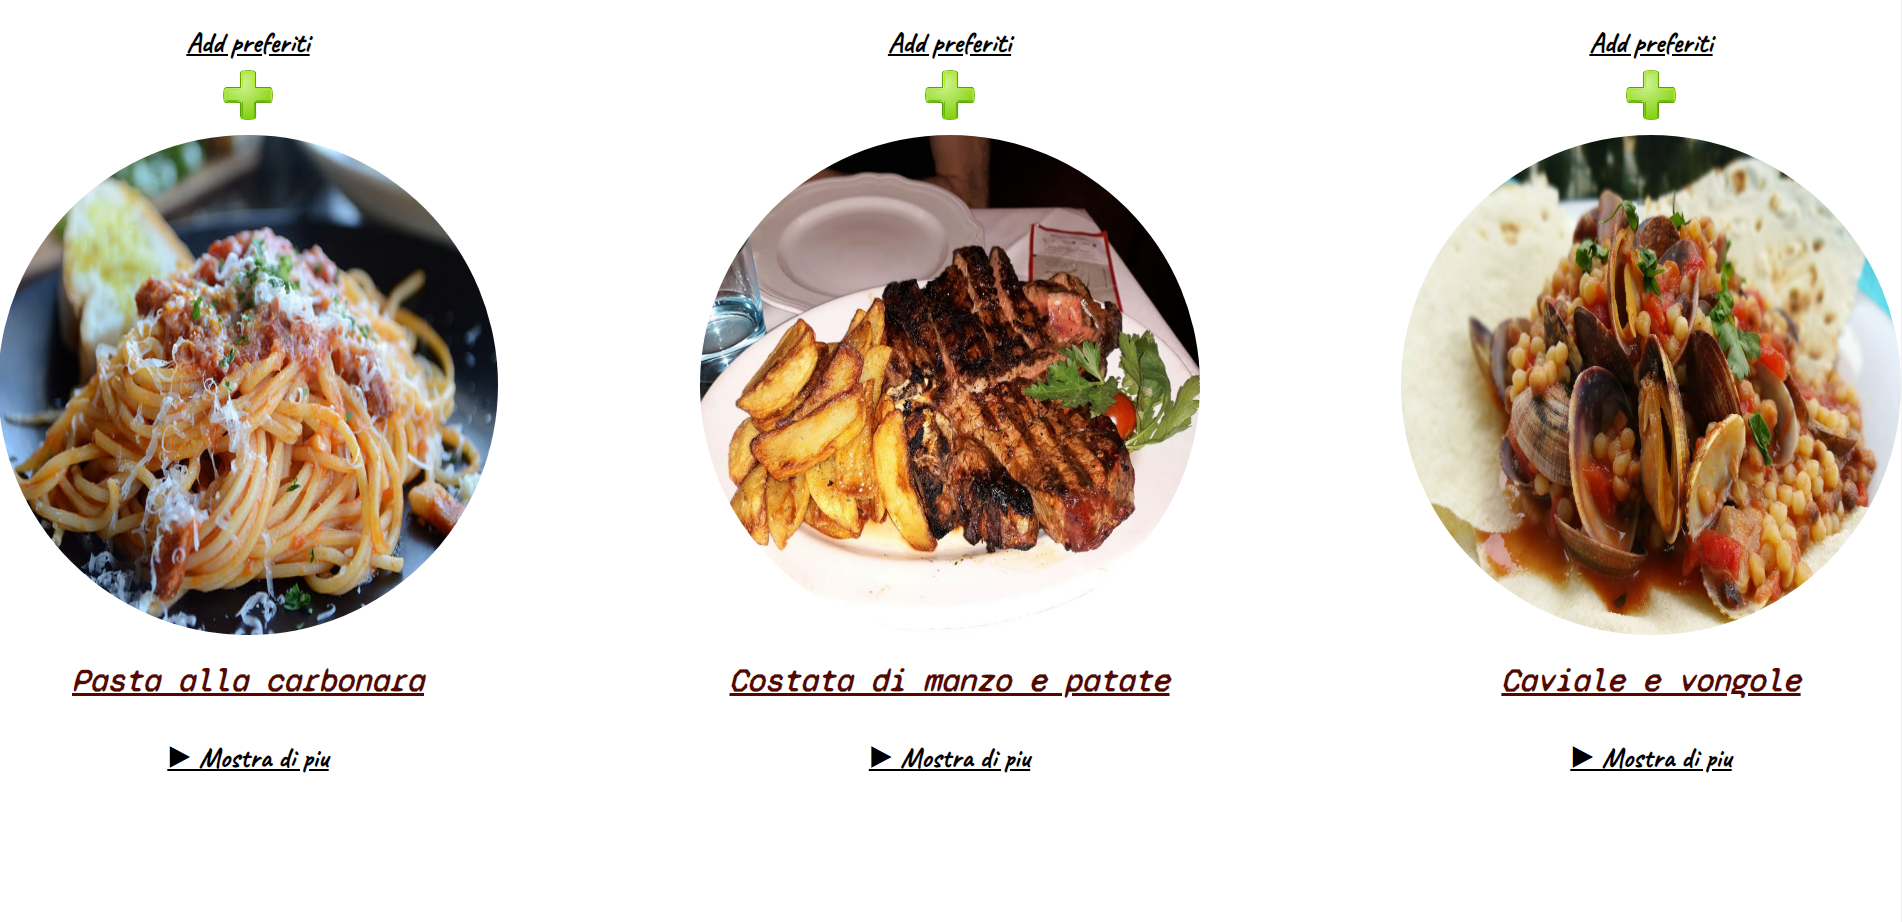 Add preferiti
Add preferiti
Add preferiti
Pasta alla carbonara
Costata di manzo e patate
Caviale e vongole
▶ Mostra di piu
▶ Mostra di piu
▶ Mostra di piu